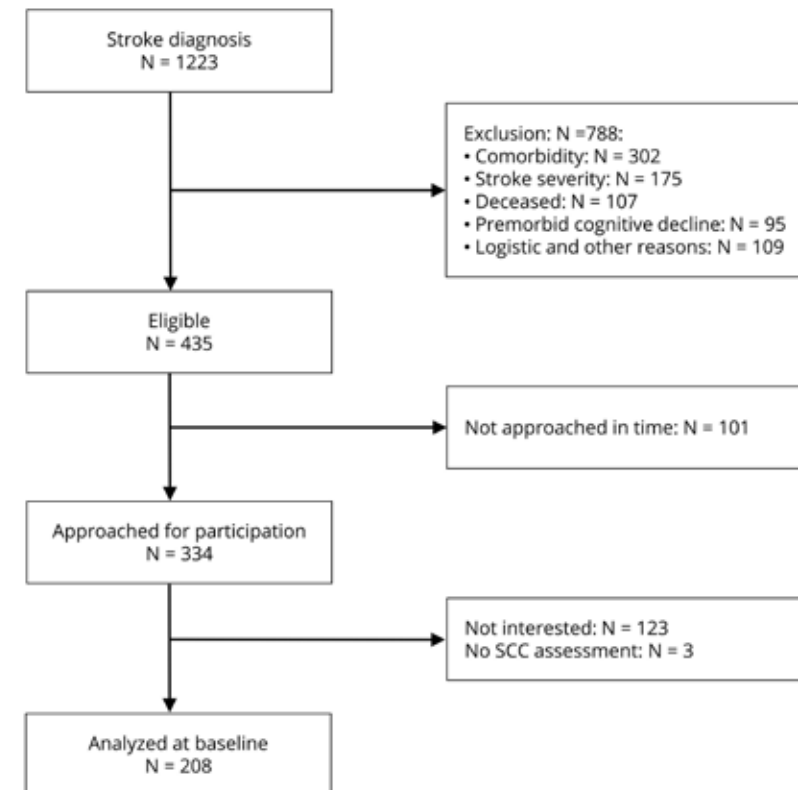 Stroke diagnosis
N = 1223
Exclusion: N =788:
• Comorbidity: N = 302
• Stroke severity: N = 175
• Deceased: N = 107
• Premorbid cognitive decline: N = 95
• Logistic and other reasons: N = 109
Eligible
N = 435
Not approached in time: N = 101
Approached for participation
N = 334
Not interested: N = 123
No SCC assessment: N = 3
Analyzed at baseline
N = 208